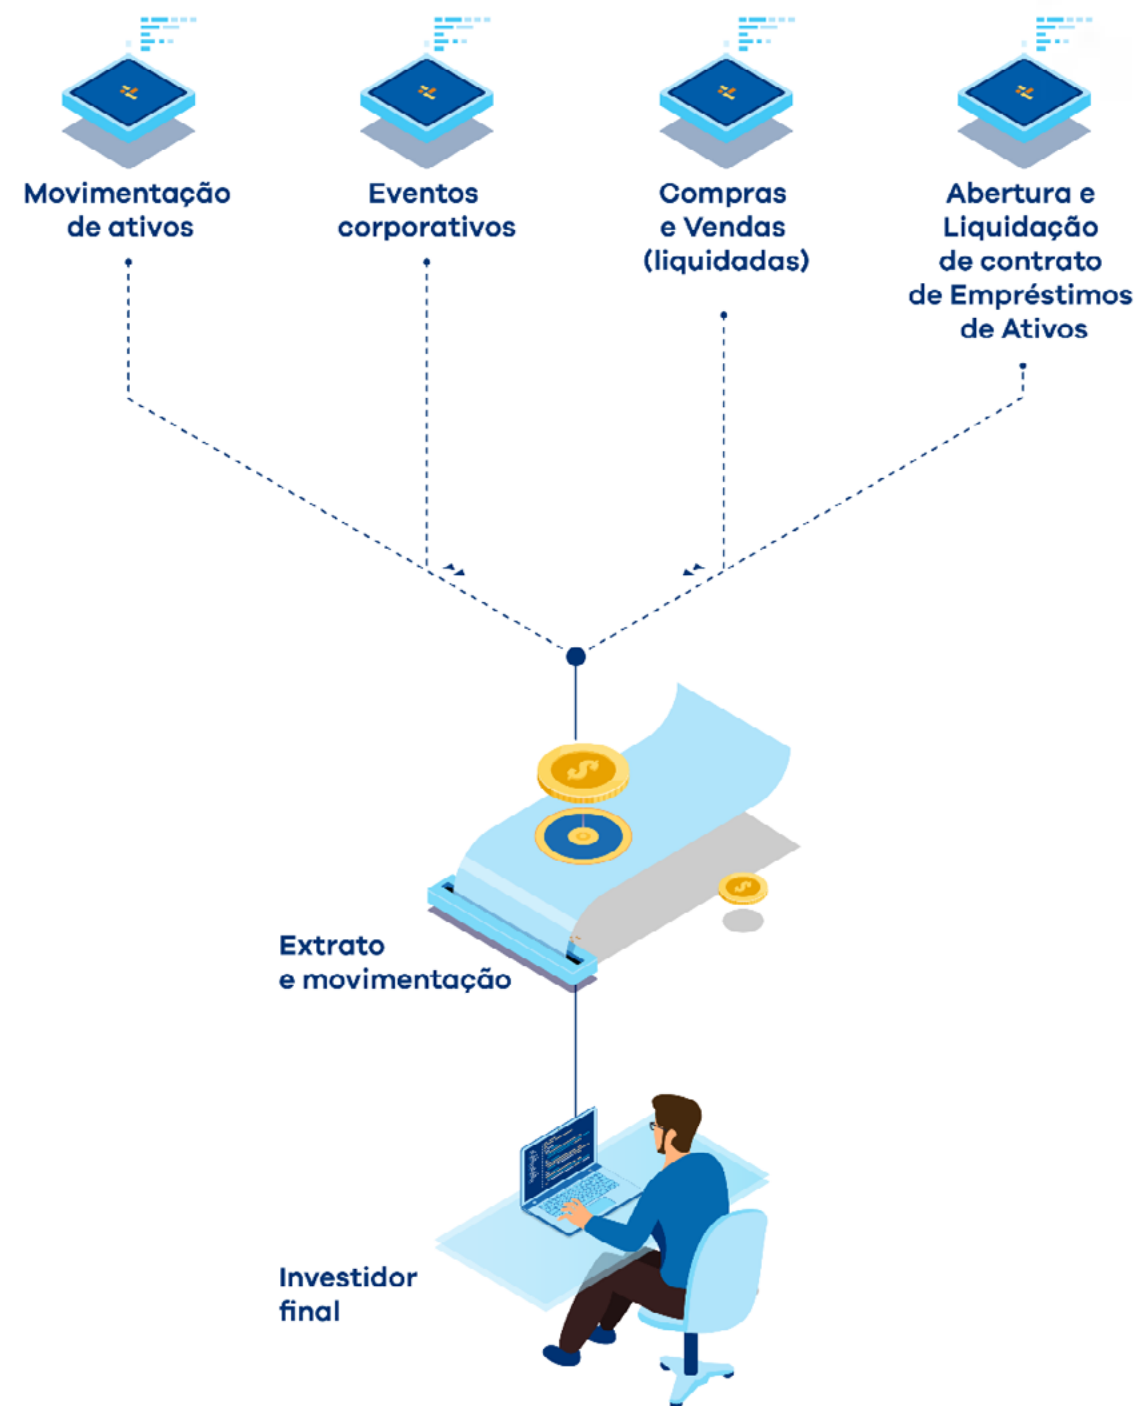 Movimentação
de ativos
Eventos
corporativos
Compras
e Vendas
(liquidadas)
Abertura e
Liquidação
de contrato
de Empréstimos
de Ativos
Extrato
e movimentação
Investidor
final